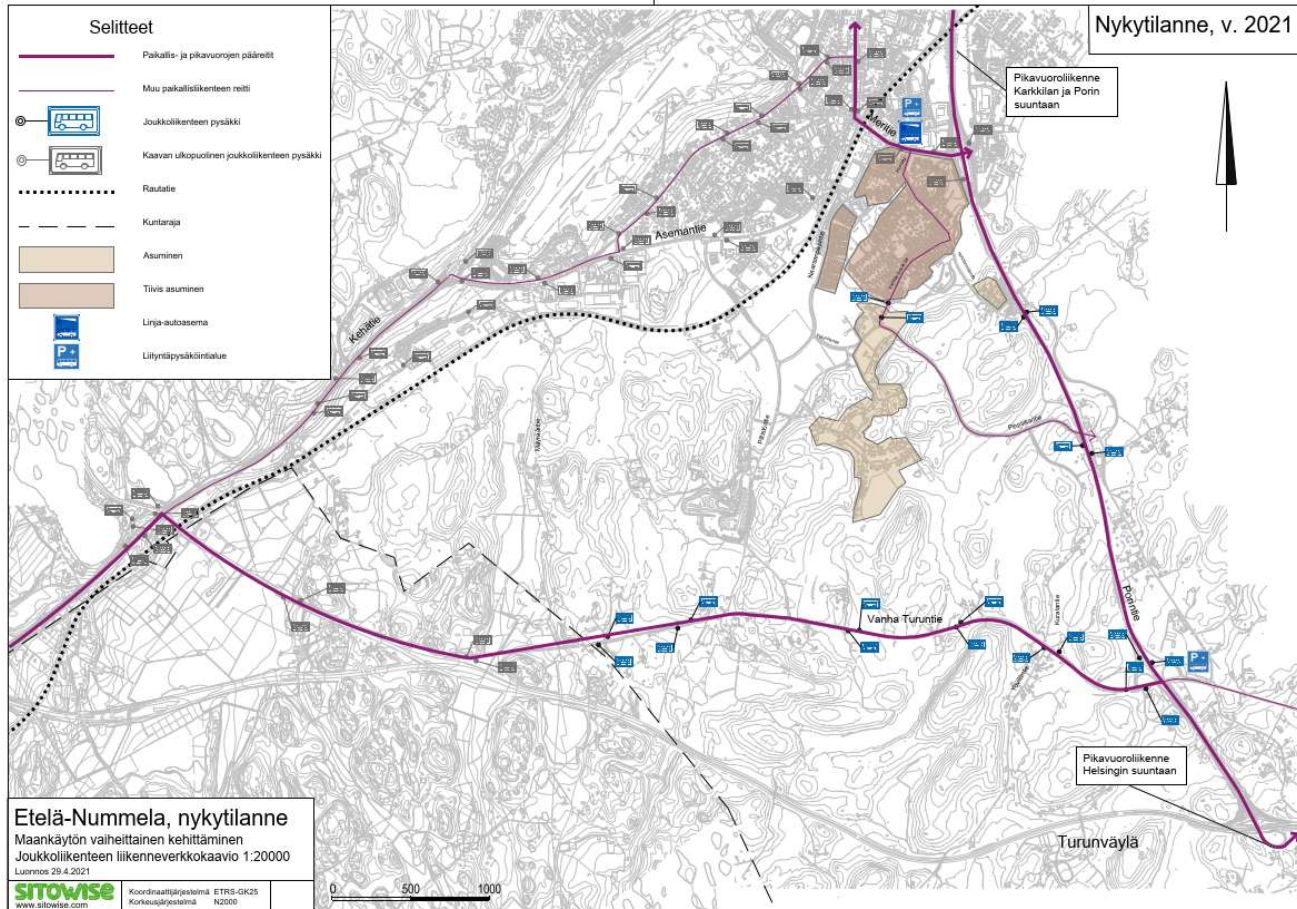 Selitteet
Paikallis- ja pikavuorojen pääreitit
Muu paikallisliikenteen reitti
Joukkoliikenteen pysäkki
Kaavan ulkopuolinen joukkoliikenteen pysäkki
Rautatie
Kuntaraja
Asuminen
Tiivis asuminen
Linja-autoasema
P +
Liityntäpysäköintialue
Nykytilanne, v. 2021
Pikavuoroliikenne
Karkkilan ja Porin
suuntaan
P +
Meritie
Asemantie
Kehätie
Porintie
Vanha Turuntie
Kuralantie
P +
Pikavuoroliikenne
Helsingin suuntaan
Turunväylä
Etelä-Nummela, nykytilanne
Maankäytön vaiheittainen kehittäminen
Joukkoliikenteen liikenneverkkokaavio 1:20000
Luonnos 29.4.2021
SITOWISE
www.sitowise.com
Koordinaattijärjestelmä ETRS-GK25
Korkeusjärjestelmä N2000
0 500 1000